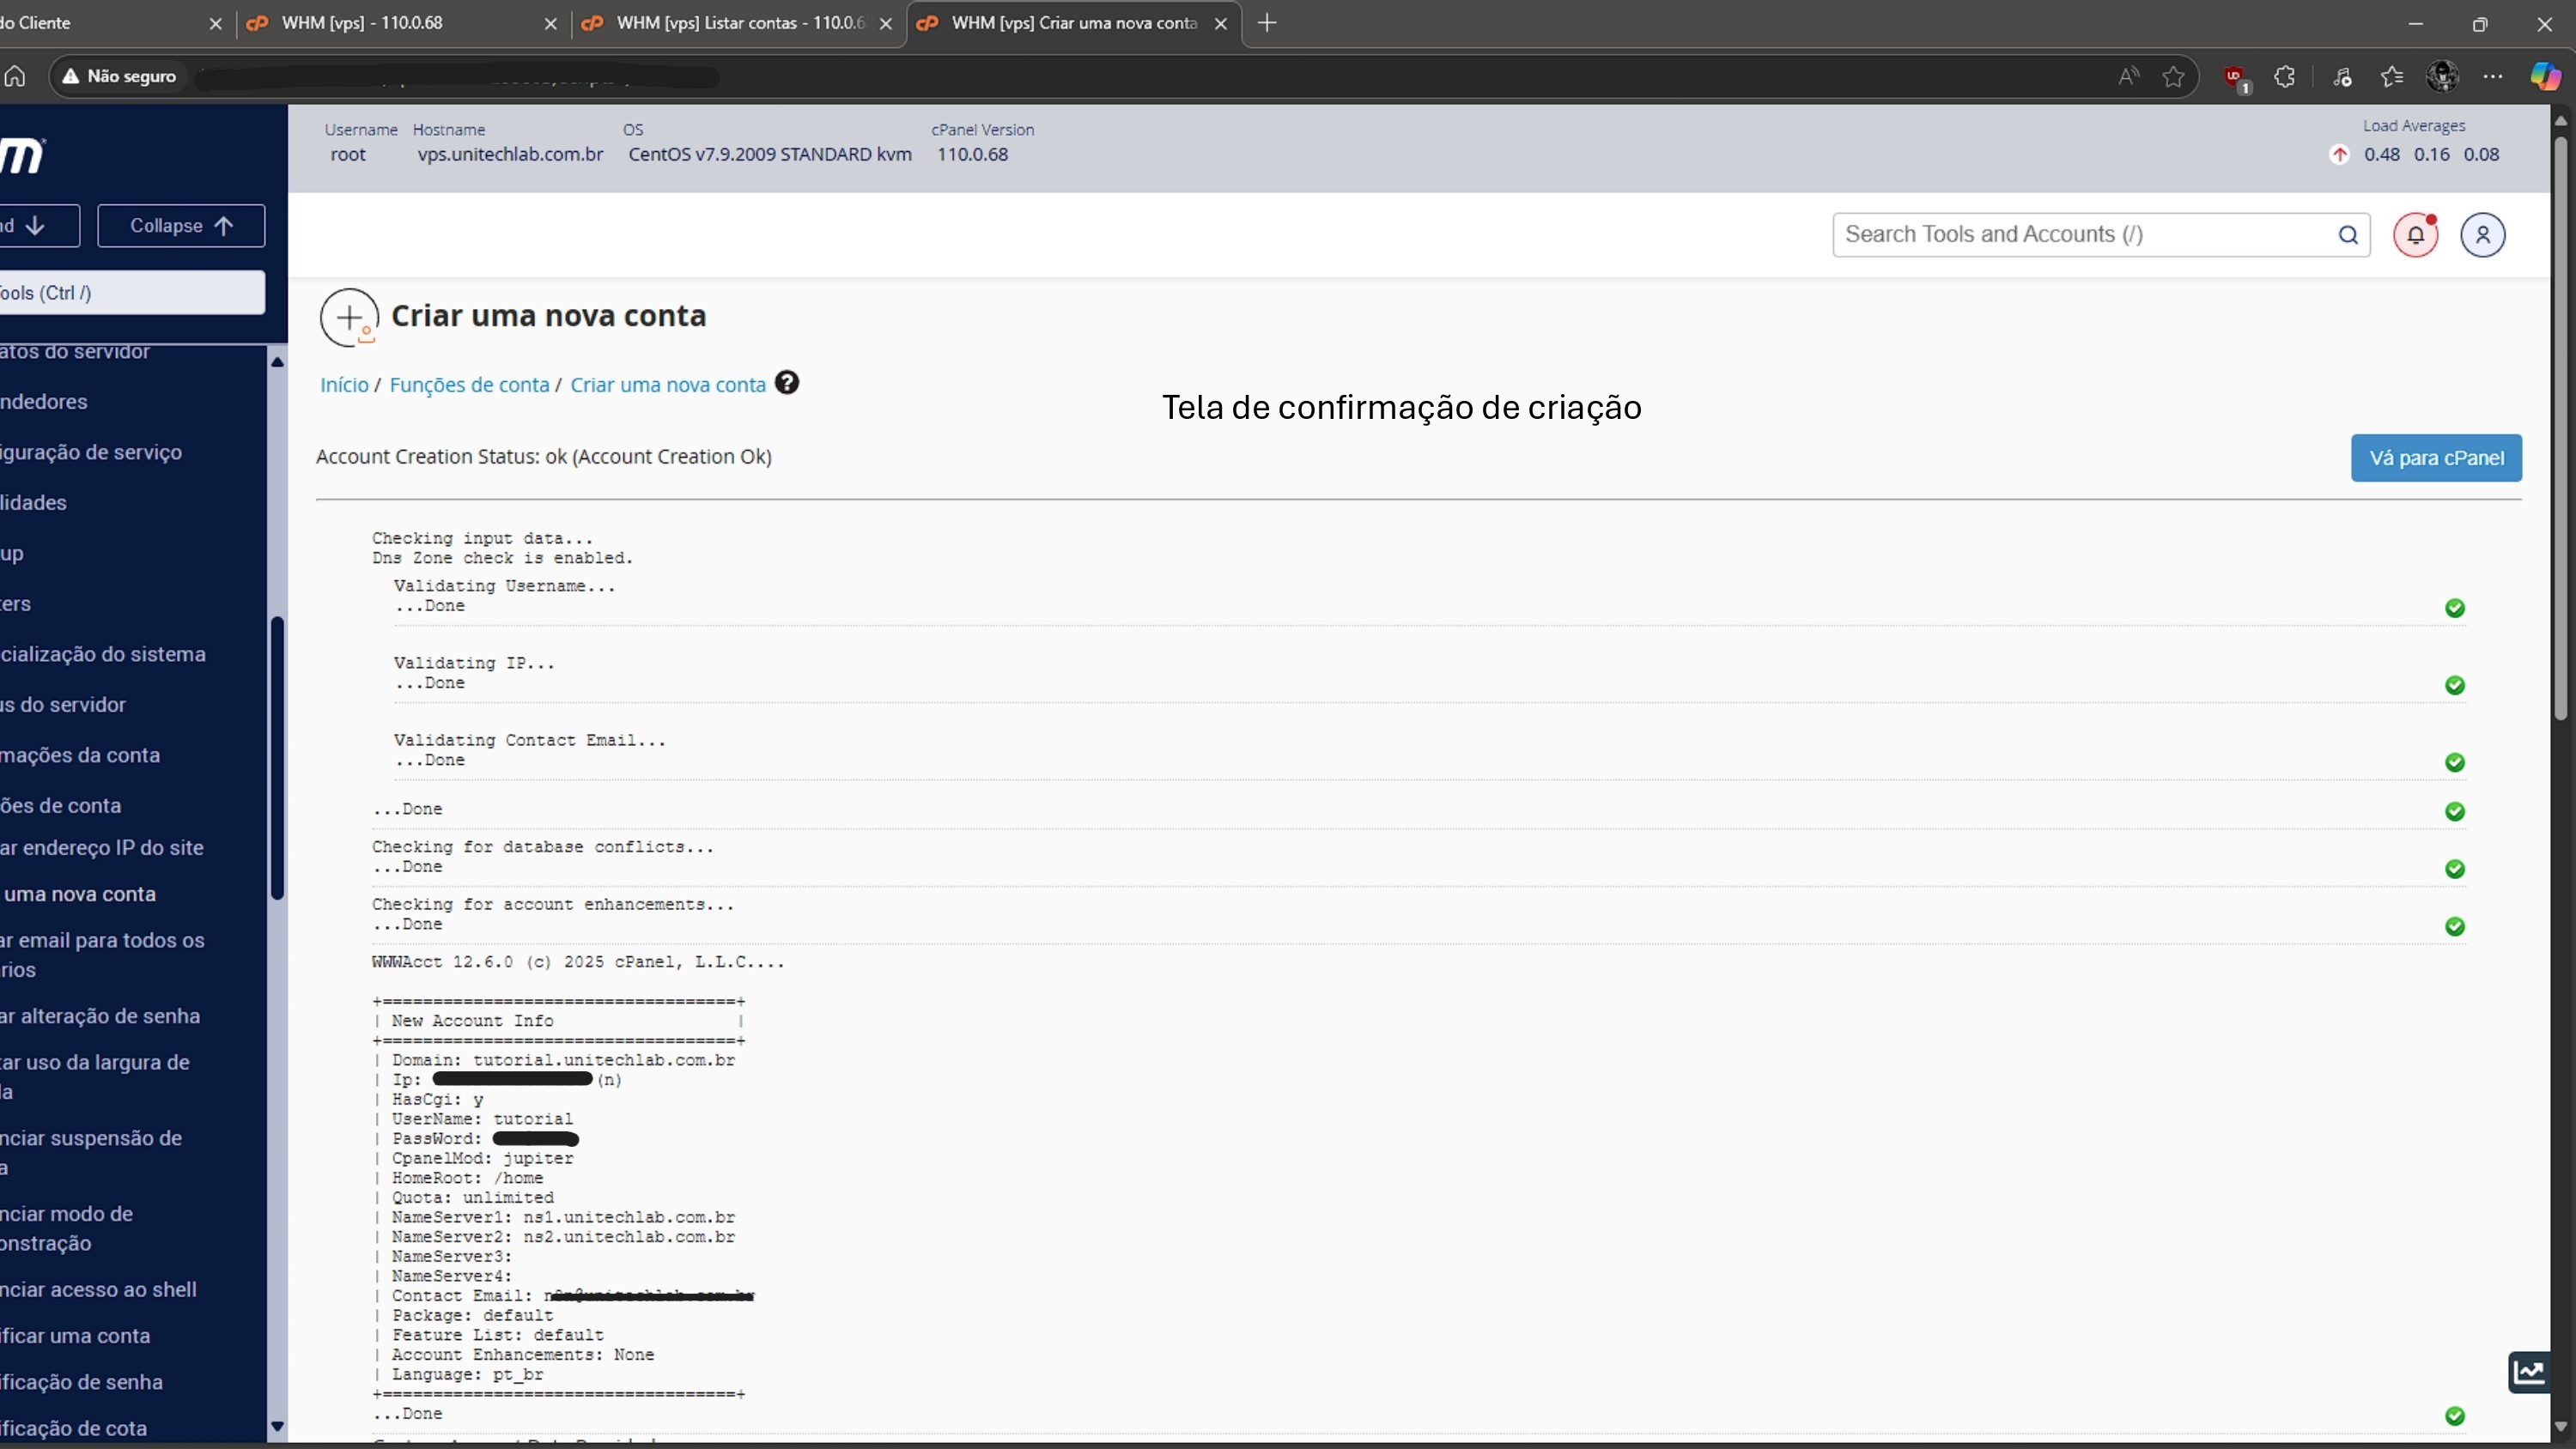 do Cliente
WHM [vps] - 110.0.68
WHM [vps] Listar contas - 110.0.6
WHM [vps] Criar uma nova conta
Não seguro
UD
1
m
Username Hostname OS cPanel Version
root vps.unitechlab.com.br CentOS v7.9.2009 STANDARD kvm 110.0.68
Load Averages
0.48 0.16 0.08
nd
Collapse
Search Tools and Accounts (/)
ools (Ctrl /)
atos do servidor
ndedores
iguração de serviço
lidades
up
ters
cialização do sistema
us do servidor
mações da conta
ões de conta
ar endereço IP do site
uma nova conta
ar email para todos os
rios
ar alteração de senha
tar uso da largura de
la
nciar suspensão de
a
nciar modo de
onstração
nciar acesso ao shell
ificar uma conta
ificação de senha
ificação de cota
Criar uma nova conta
Início / Funções de conta / Criar uma nova conta ?
Tela de confirmação de criação
Account Creation Status: ok (Account Creation Ok)
Vá para cPanel
Checking input data...
Dns Zone check is enabled.
Validating Username...
...Done
Validating IP...
...Done
Validating Contact Email...
...Done
...Done
Checking for database conflicts...
...Done
Checking for account enhancements...
...Done
WWWAcct 12.6.0 (c) 2025 cPanel, L.L.C....
+===================================+
| New Account Info |
+===================================+
| Domain: tutorial.unitechlab.com.br
| Ip: (n)
| HasCgi: y
| UserName: tutorial
| PassWord:
| CpanelMod: jupiter
| HomeRoot: /home
| Quota: unlimited
| NameServer1: ns1.unitechlab.com.br
| NameServer2: ns2.unitechlab.com.br
| NameServer3:
| NameServer4:
| Contact Email:
| Package: default
| Feature List: default
| Account Enhancements: None
| Language: pt_br
+===================================+
...Done